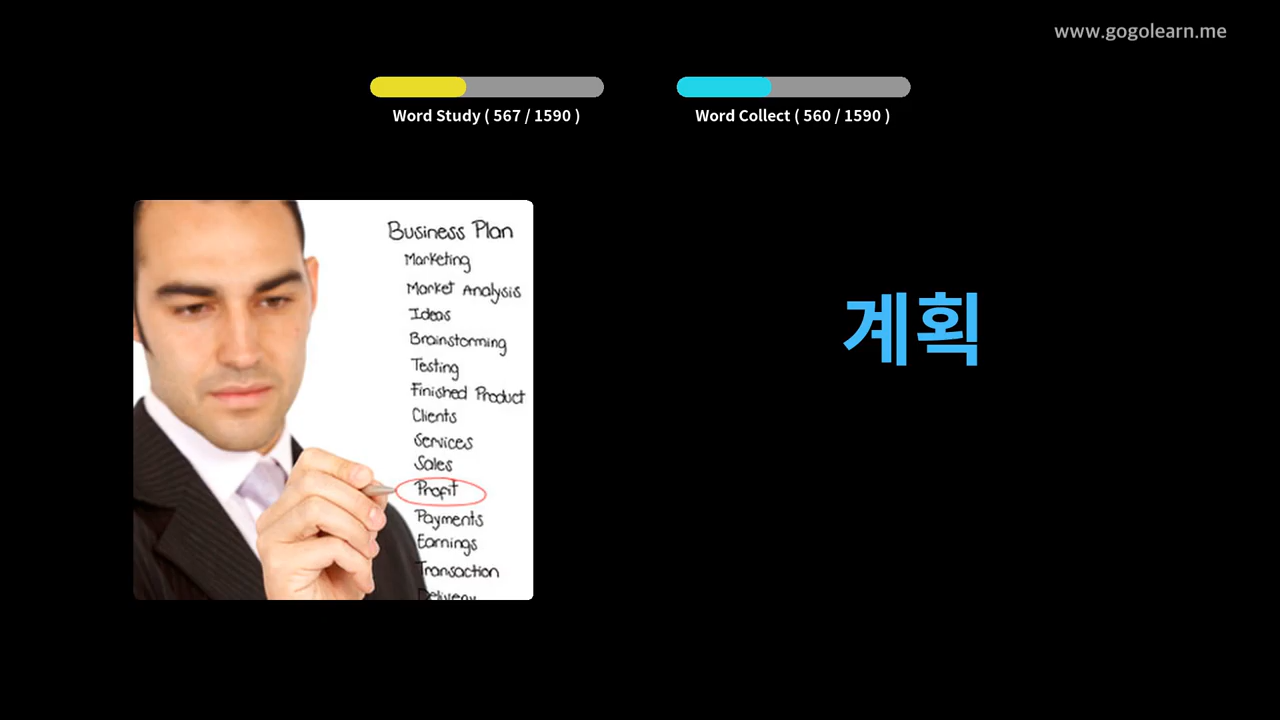 www.gogolearn.me
Word Study ( 567 / 1590 )
Word Collect ( 560 / 1590 )
Business Plan
Marketing
Market Analysis
Ideas
Brainstorming
Testing
Finished Product
Clients
Services
Sales
Profit
Payments
Earnings
Transaction
Delivery
계획